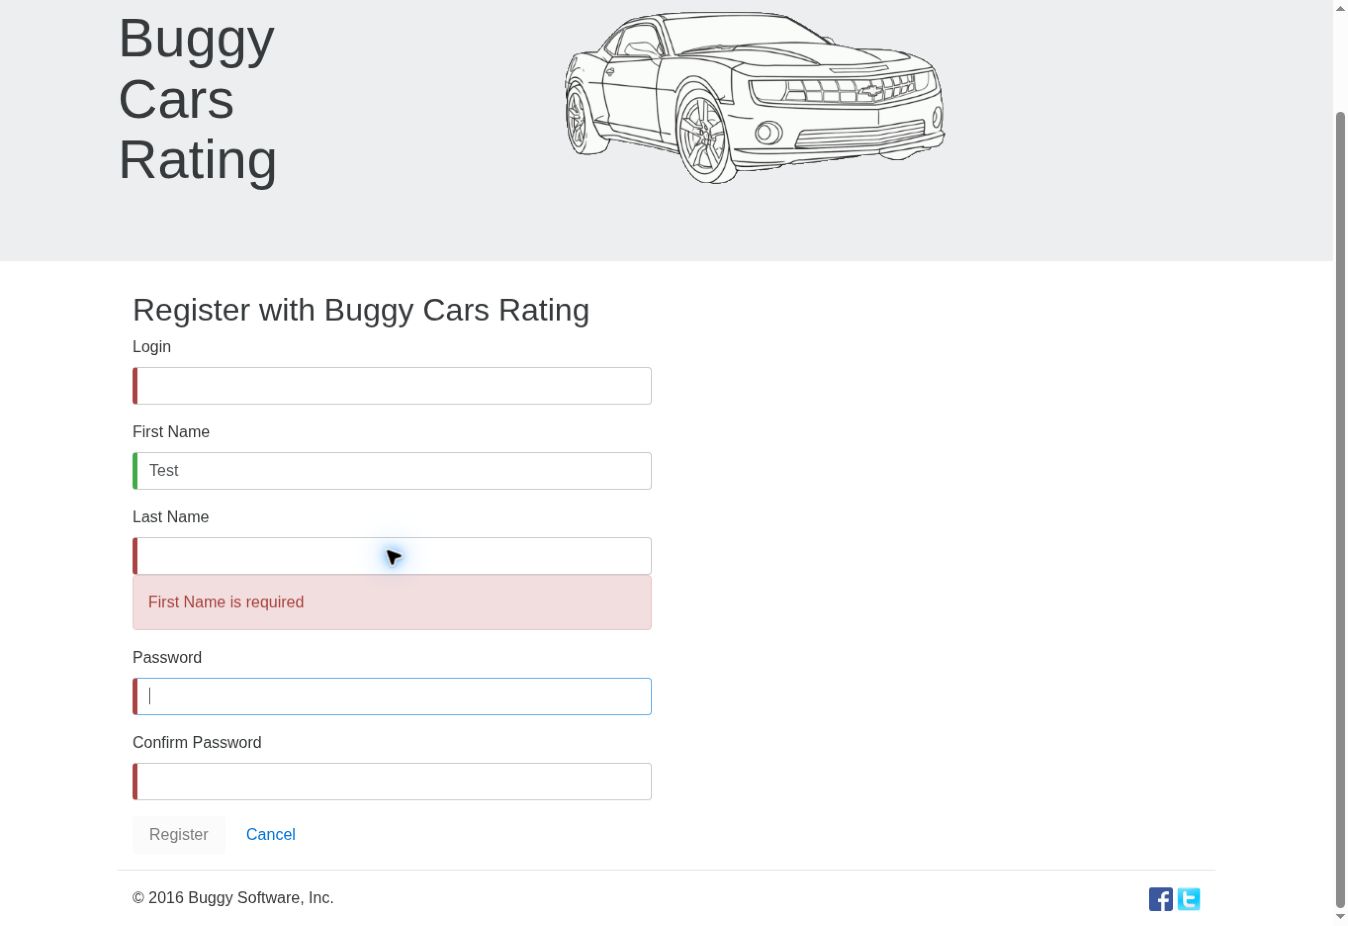 Buggy
Cars
Rating
Register with Buggy Cars Rating
Login
First Name
Test
Last Name
First Name is required
Password
Confirm Password
Register Cancel
© 2016 Buggy Software, Inc.